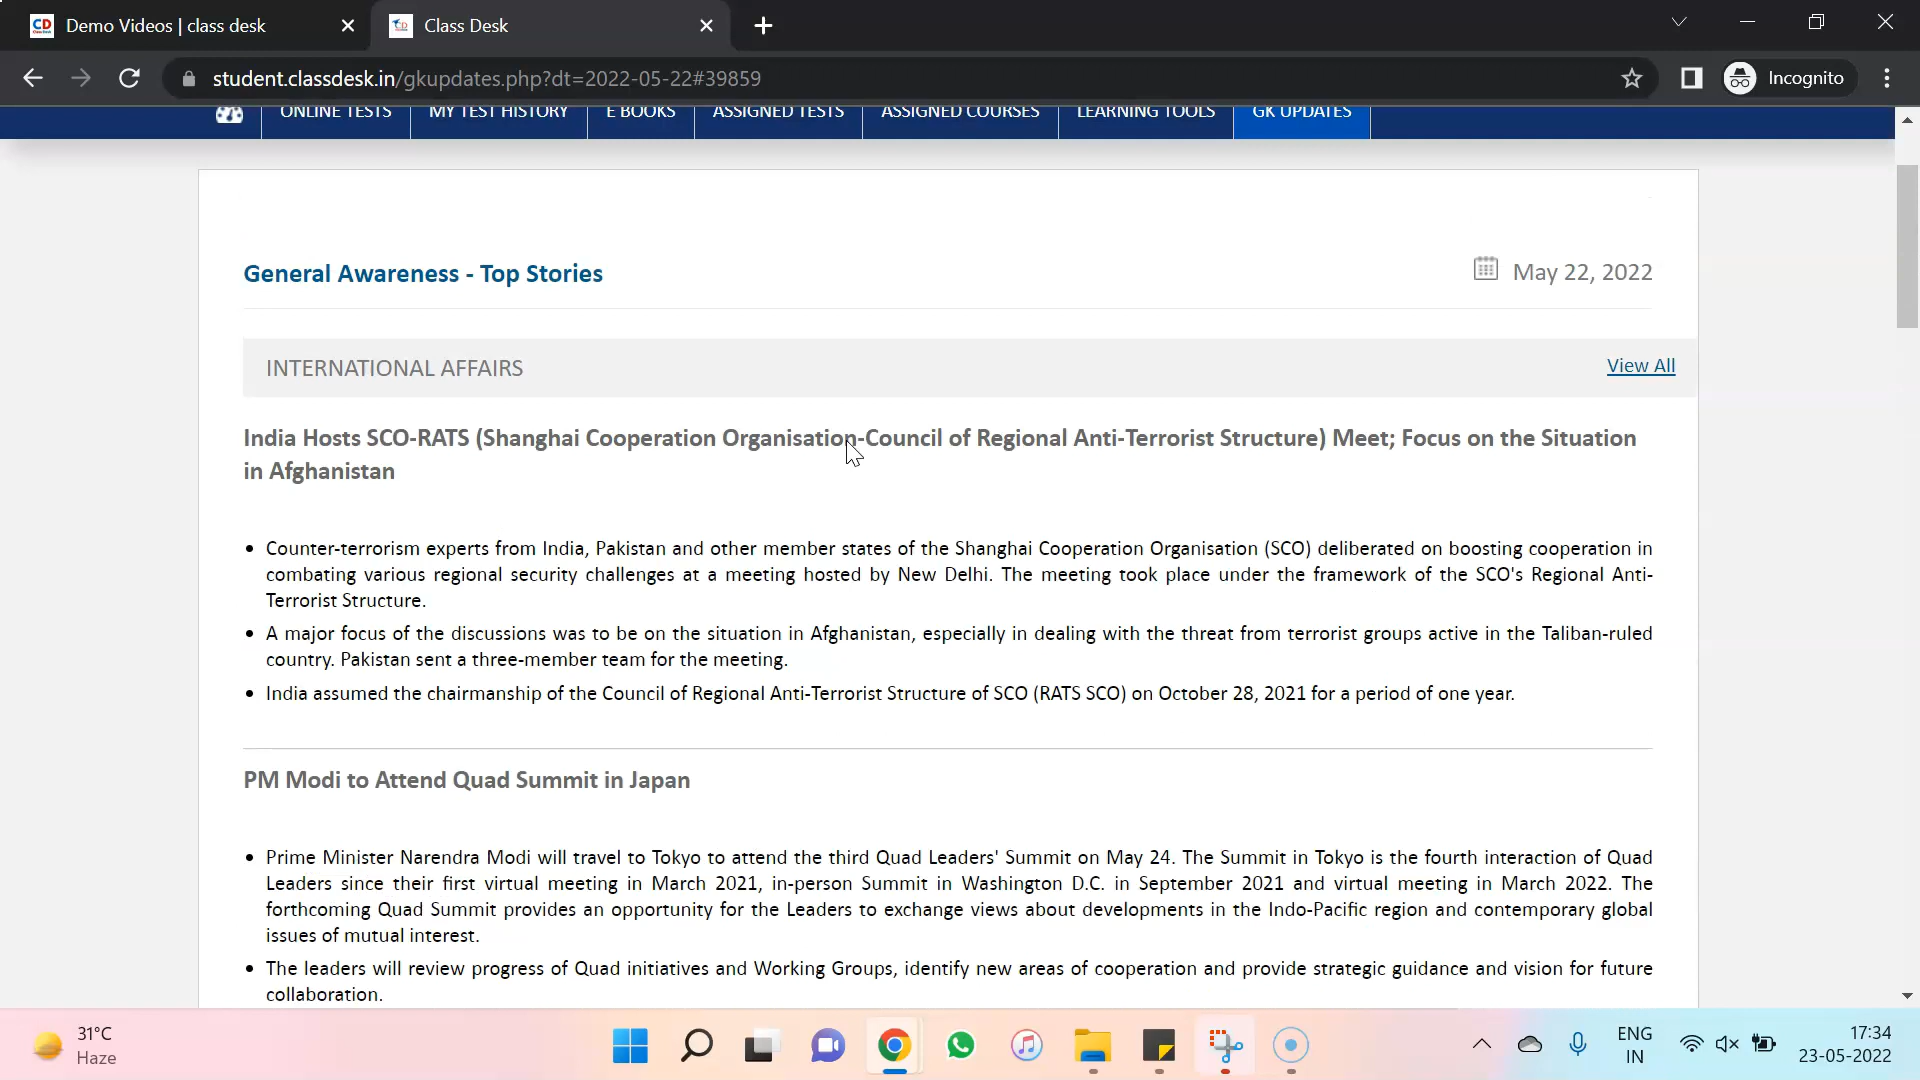 Demo Videos | class desk
Class Desk
student.classdesk.in/gkupdates.php?dt=2022-05-22#39859
Incognito
ONLINE TESTS
MY TEST HISTORY
E BOOKS
ASSIGNED TESTS
ASSIGNED COURSES
LEARNING TOOLS
GK UPDATES
General Awareness - Top Stories
May 22, 2022
INTERNATIONAL AFFAIRS
View All
India Hosts SCO-RATS (Shanghai Cooperation Organisation-Council of Regional Anti-Terrorist Structure) Meet; Focus on the Situation
in Afghanistan
Counter-terrorism experts from India, Pakistan and other member states of the Shanghai Cooperation Organisation (SCO) deliberated on boosting cooperation in
combating various regional security challenges at a meeting hosted by New Delhi. The meeting took place under the framework of the SCO's Regional Anti-
Terrorist Structure.
A major focus of the discussions was to be on the situation in Afghanistan, especially in dealing with the threat from terrorist groups active in the Taliban-ruled
country. Pakistan sent a three-member team for the meeting.
India assumed the chairmanship of the Council of Regional Anti-Terrorist Structure of SCO (RATS SCO) on October 28, 2021 for a period of one year.
PM Modi to Attend Quad Summit in Japan
Prime Minister Narendra Modi will travel to Tokyo to attend the third Quad Leaders' Summit on May 24. The Summit in Tokyo is the fourth interaction of Quad
Leaders since their first virtual meeting in March 2021, in-person Summit in Washington D.C. in September 2021 and virtual meeting in March 2022. The
forthcoming Quad Summit provides an opportunity for the Leaders to exchange views about developments in the Indo-Pacific region and contemporary global
issues of mutual interest.
The leaders will review progress of Quad initiatives and Working Groups, identify new areas of cooperation and provide strategic guidance and vision for future
collaboration.
31°C
Haze
ENG
IN
17:34
23-05-2022